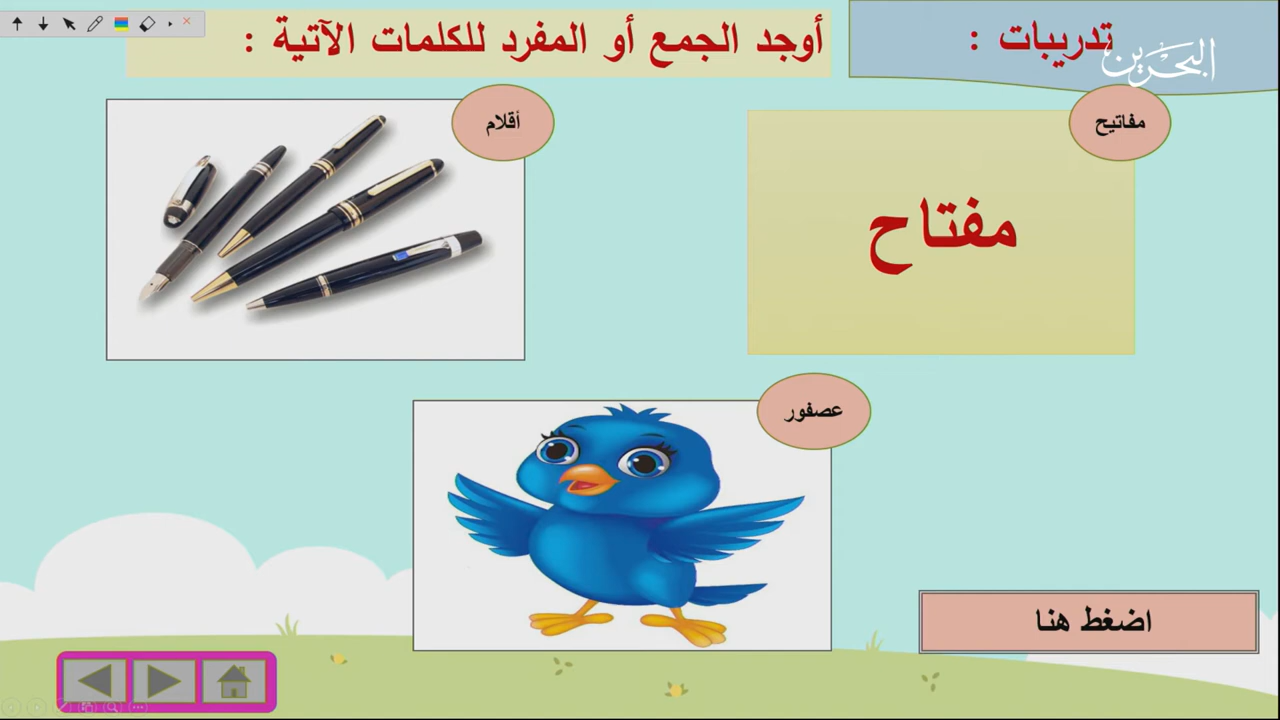 تدريبات :
البحرين
أوجد الجمع أو المفرد للكلمات الآتية :
مفاتيح
مفتاح
أقلام
عصفور
اضغط هنا